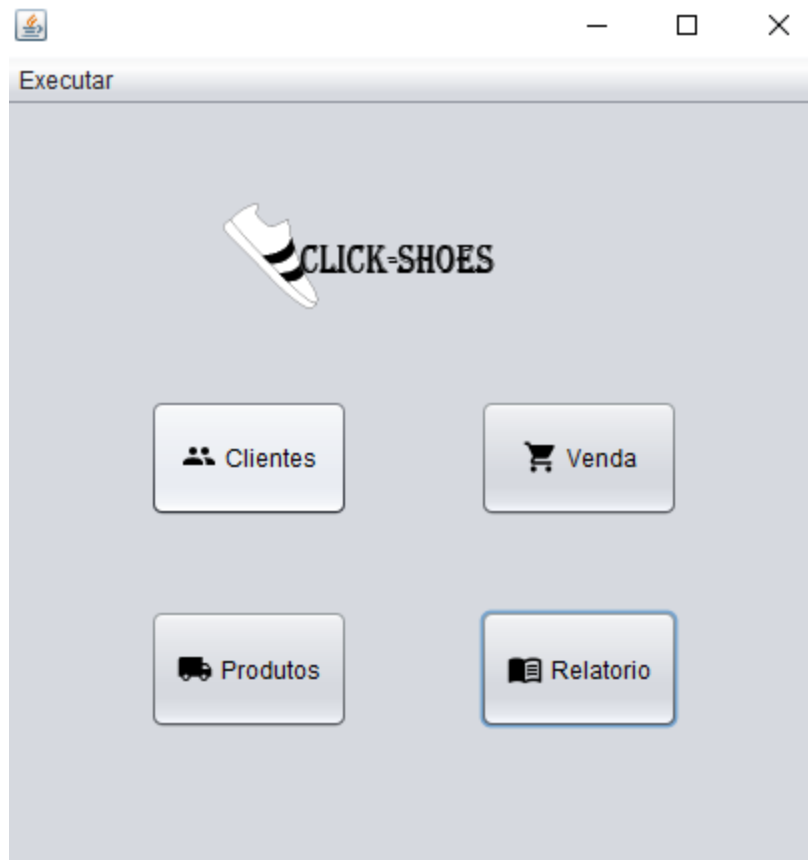 Executar
CLICK-SHOES
Clientes
Venda
Produtos
Relatorio